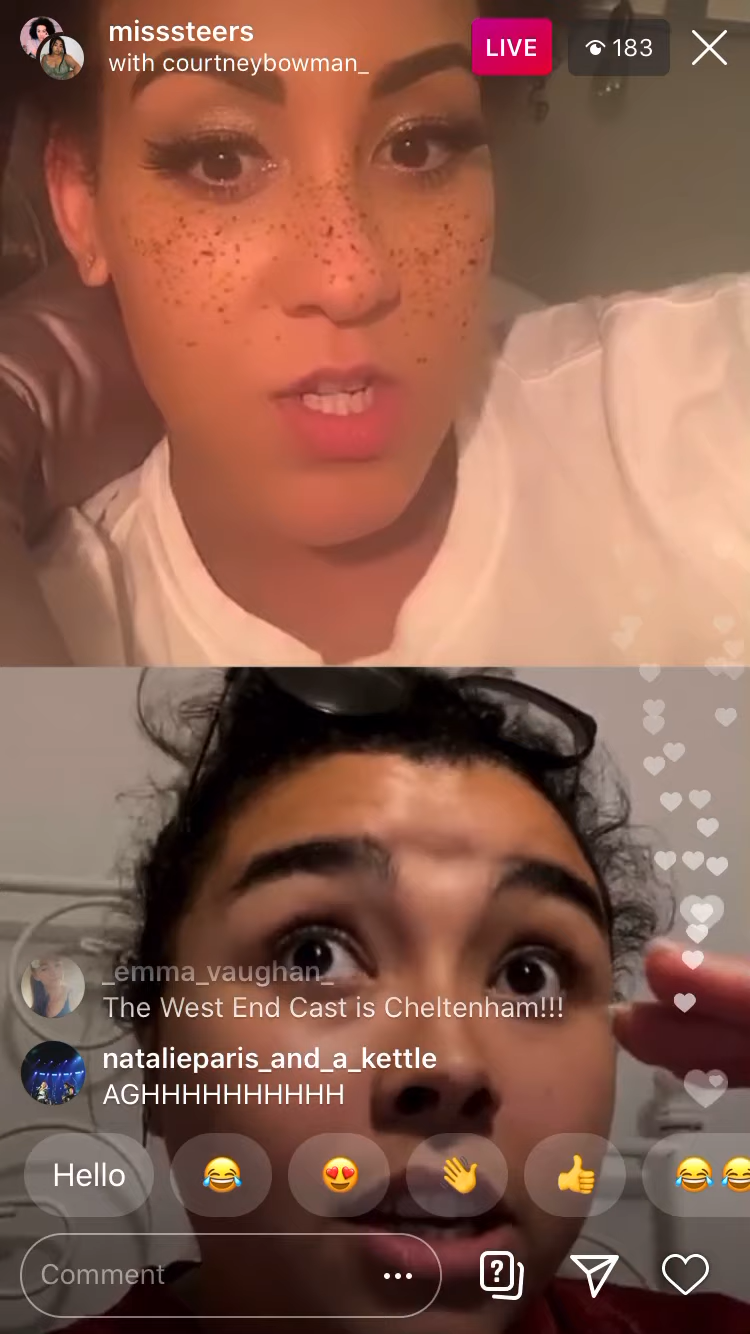 misssteers
with courtneybowman_
LIVE
183
_emma_vaughan_
The West End Cast is Cheltenham!!!
natalieparis_and_a_kettle
AGHHHHHHHHHH
Hello
Comment